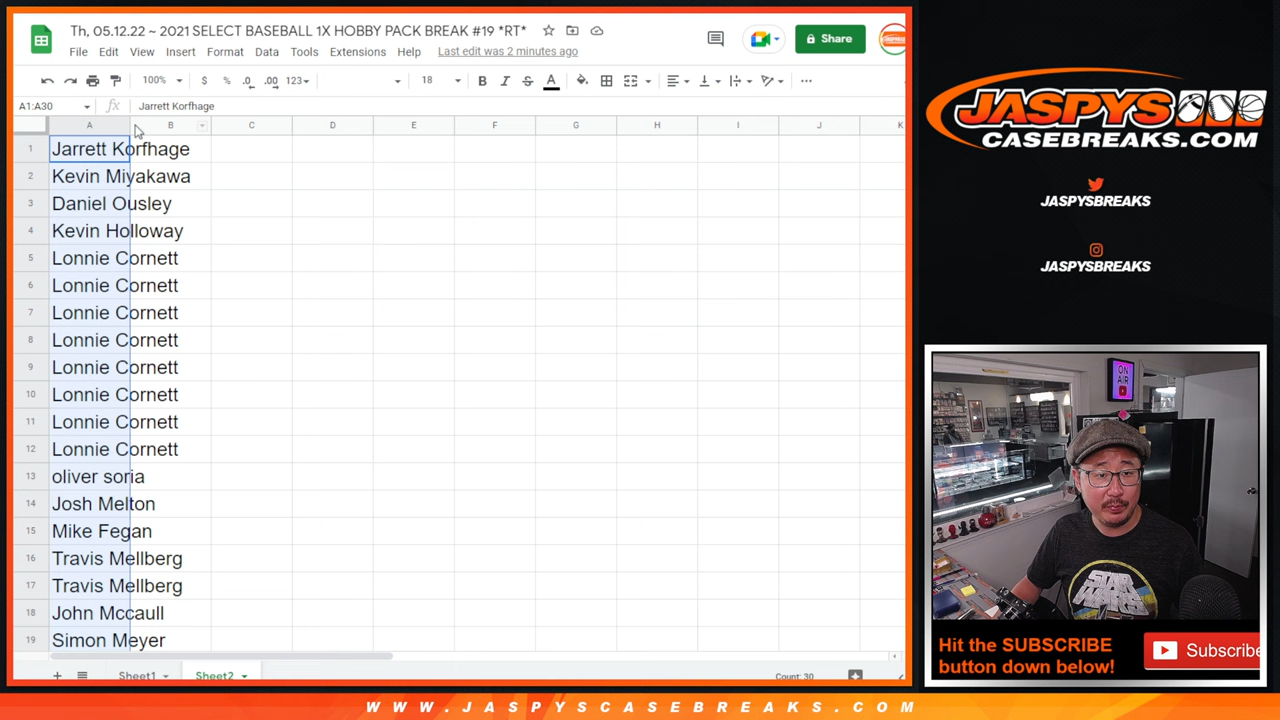 Th, 05.12.22 ~ 2021 SELECT BASEBALL 1X HOBBY PACK BREAK #19 *RT*
File Edit View Insert Format Data Tools Extensions Help Last edit was 2 minutes ago
Share
100% $ % .0 .00 123 18 B I S A
A1:A30 fx Jarrett Korfhage
A B C D E F G H I J K
1 Jarrett Korfhage
2 Kevin Miyakawa
3 Daniel Ousley
4 Kevin Holloway
5 Lonnie Cornett
6 Lonnie Cornett
7 Lonnie Cornett
8 Lonnie Cornett
9 Lonnie Cornett
10 Lonnie Cornett
11 Lonnie Cornett
12 Lonnie Cornett
13 oliver soria
14 Josh Melton
15 Mike Fegan
16 Travis Mellberg
17 Travis Mellberg
18 John Mccaull
19 Simon Meyer
Sheet1 Sheet2 Count: 30
JASPYS
CASEBREAKS.COM
JASPYSBREAKS
JASPYSBREAKS
ON
AIR
STAR
WARS
Hit the SUBSCRIBE
button down below!
Subscribe
WWW.JASPYSCASEBREAKS.COM